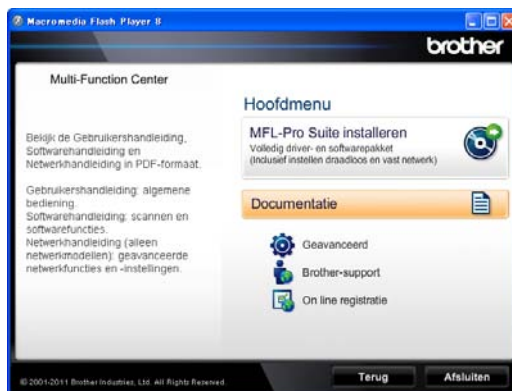 Macromedia Flash Player 8
brother
Multi-Function Center
Bekijk de Gebruikershandleiding,
Softwarehandleiding en
Netwerkhandleiding in PDF-formaat.
Gebruikershandleiding: algemene
bediening.
Softwarehandleiding: scannen en
softwarefuncties.
Netwerkhandleiding (alleen
netwerkmodellen): geavanceerde
netwerkfuncties en -instellingen.
Hoofdmenu
MFL-Pro Suite installeren
Volledig driver- en softwarepakket
(Inclusief instellen draadloos en vast netwerk)
Documentatie
Geavanceerd
Brother-support
On line registratie
© 2001-2011 Brother Industries, Ltd. All Rights Reserved.
Terug
Afsluiten